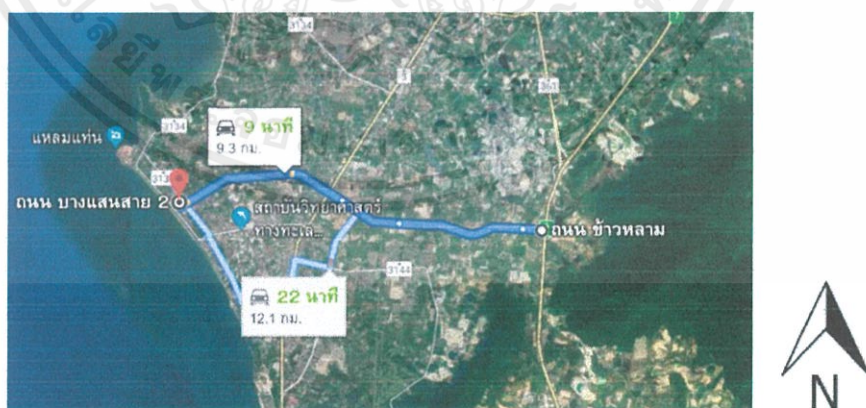 3134
3
361
3134
แหลมแท่น
9 นาที
9.3 กม.
ถนน บางแสนสาย 2
สถาบันวิทยาศาสตร์
ทางทะเล...
ถนน ข้าวหลาม
3144
22 นาที
12.1 กม.
N